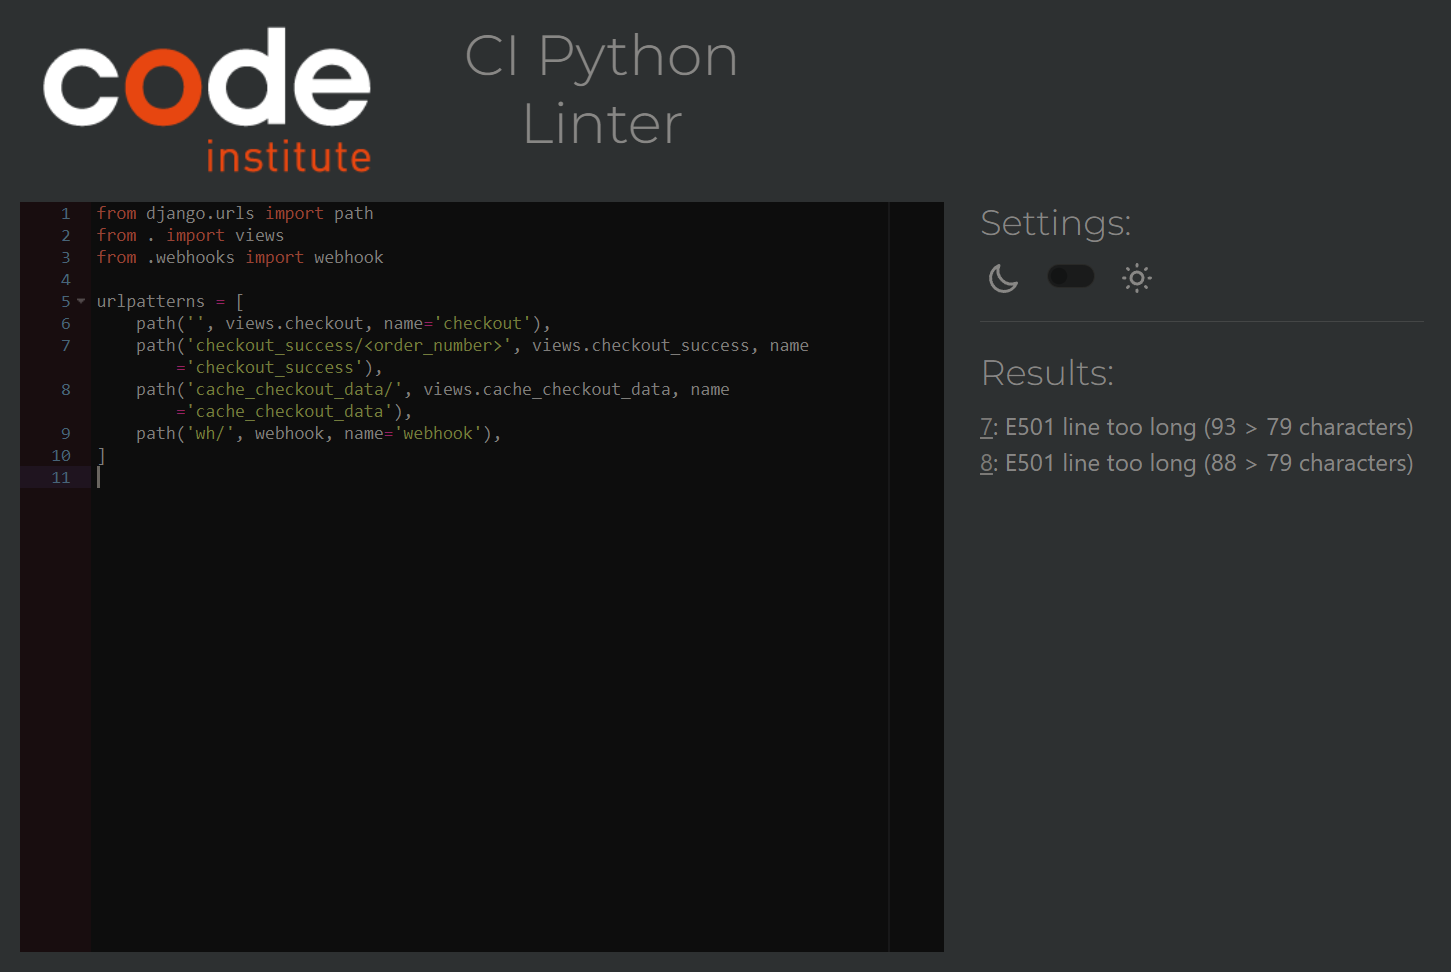 code
institute
CI Python
Linter
1 from django.urls import path
2 from . import views
3 from .webhooks import webhook
4
5 urlpatterns = [
6     path('', views.checkout, name='checkout'),
7     path('checkout_success/<order_number>', views.checkout_success, name
        ='checkout_success'),
8     path('cache_checkout_data/', views.cache_checkout_data, name
        ='cache_checkout_data'),
9     path('wh/', webhook, name='webhook'),
10 ]
11
Settings:
Results:
7: E501 line too long (93 > 79 characters)
8: E501 line too long (88 > 79 characters)